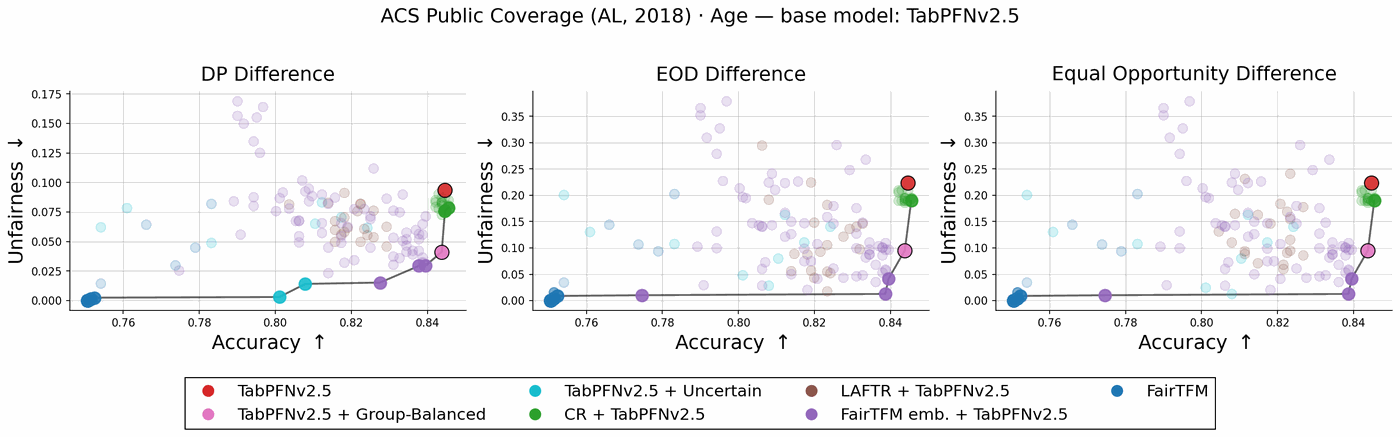 ACS Public Coverage (AL, 2018) · Age — base model: TabPFNv2.5
DP Difference
EOD Difference
Equal Opportunity Difference
Unfairness ↓
0.175
0.150
0.125
0.100
0.075
0.050
0.025
0.000
0.76
0.78
0.80
0.82
0.84
Accuracy ↑
Unfairness ↓
0.35
0.30
0.25
0.20
0.15
0.10
0.05
0.00
0.76
0.78
0.80
0.82
0.84
Accuracy ↑
Unfairness ↓
0.35
0.30
0.25
0.20
0.15
0.10
0.05
0.00
0.76
0.78
0.80
0.82
0.84
Accuracy ↑
TabPFNv2.5
TabPFNv2.5 + Group-Balanced
TabPFNv2.5 + Uncertain
CR + TabPFNv2.5
LAFTR + TabPFNv2.5
FairTFM emb. + TabPFNv2.5
FairTFM